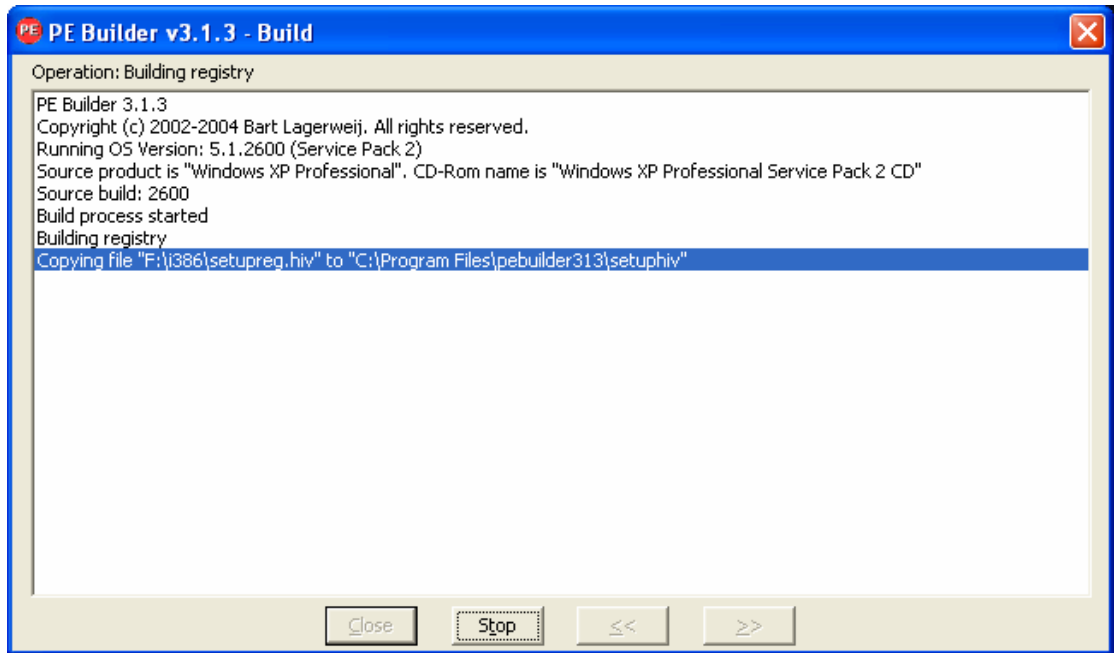 PE PE Builder v3.1.3 - Build
Operation: Building registry
PE Builder 3.1.3
Copyright (c) 2002-2004 Bart Lagerweij. All rights reserved.
Running OS Version: 5.1.2600 (Service Pack 2)
Source product is "Windows XP Professional". CD-Rom name is "Windows XP Professional Service Pack 2 CD"
Source build: 2600
Build process started
Building registry
Copying file "F:\i386\setupreg.hiv" to "C:\Program Files\pebuilder313\setuphiv"
Close Stop << >>